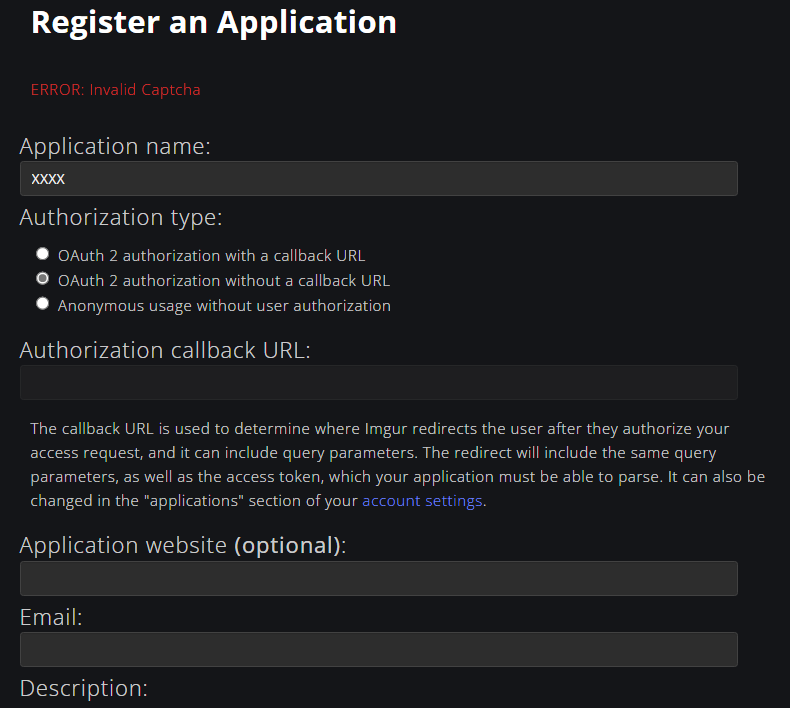 Register an Application
ERROR: Invalid Captcha
Application name:
xxxx
Authorization type:
OAuth 2 authorization with a callback URL
OAuth 2 authorization without a callback URL
Anonymous usage without user authorization
Authorization callback URL:
The callback URL is used to determine where Imgur redirects the user after they authorize your
access request, and it can include query parameters. The redirect will include the same query
parameters, as well as the access token, which your application must be able to parse. It can also be
changed in the "applications" section of your account settings.
Application website (optional):
Email:
Description: